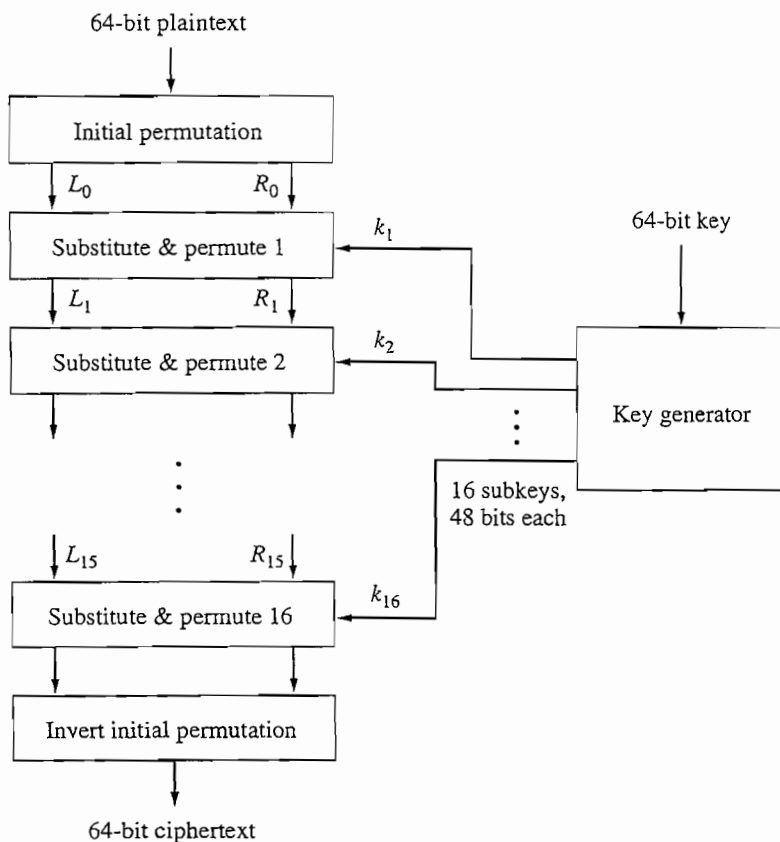 64-bit plaintext
Initial permutation
L0 R0
Substitute & permute 1
k1
64-bit key
L1 R1
Substitute & permute 2
k2
Key generator
16 subkeys,
48 bits each
L15 R15
Substitute & permute 16
k16
Invert initial permutation
64-bit ciphertext